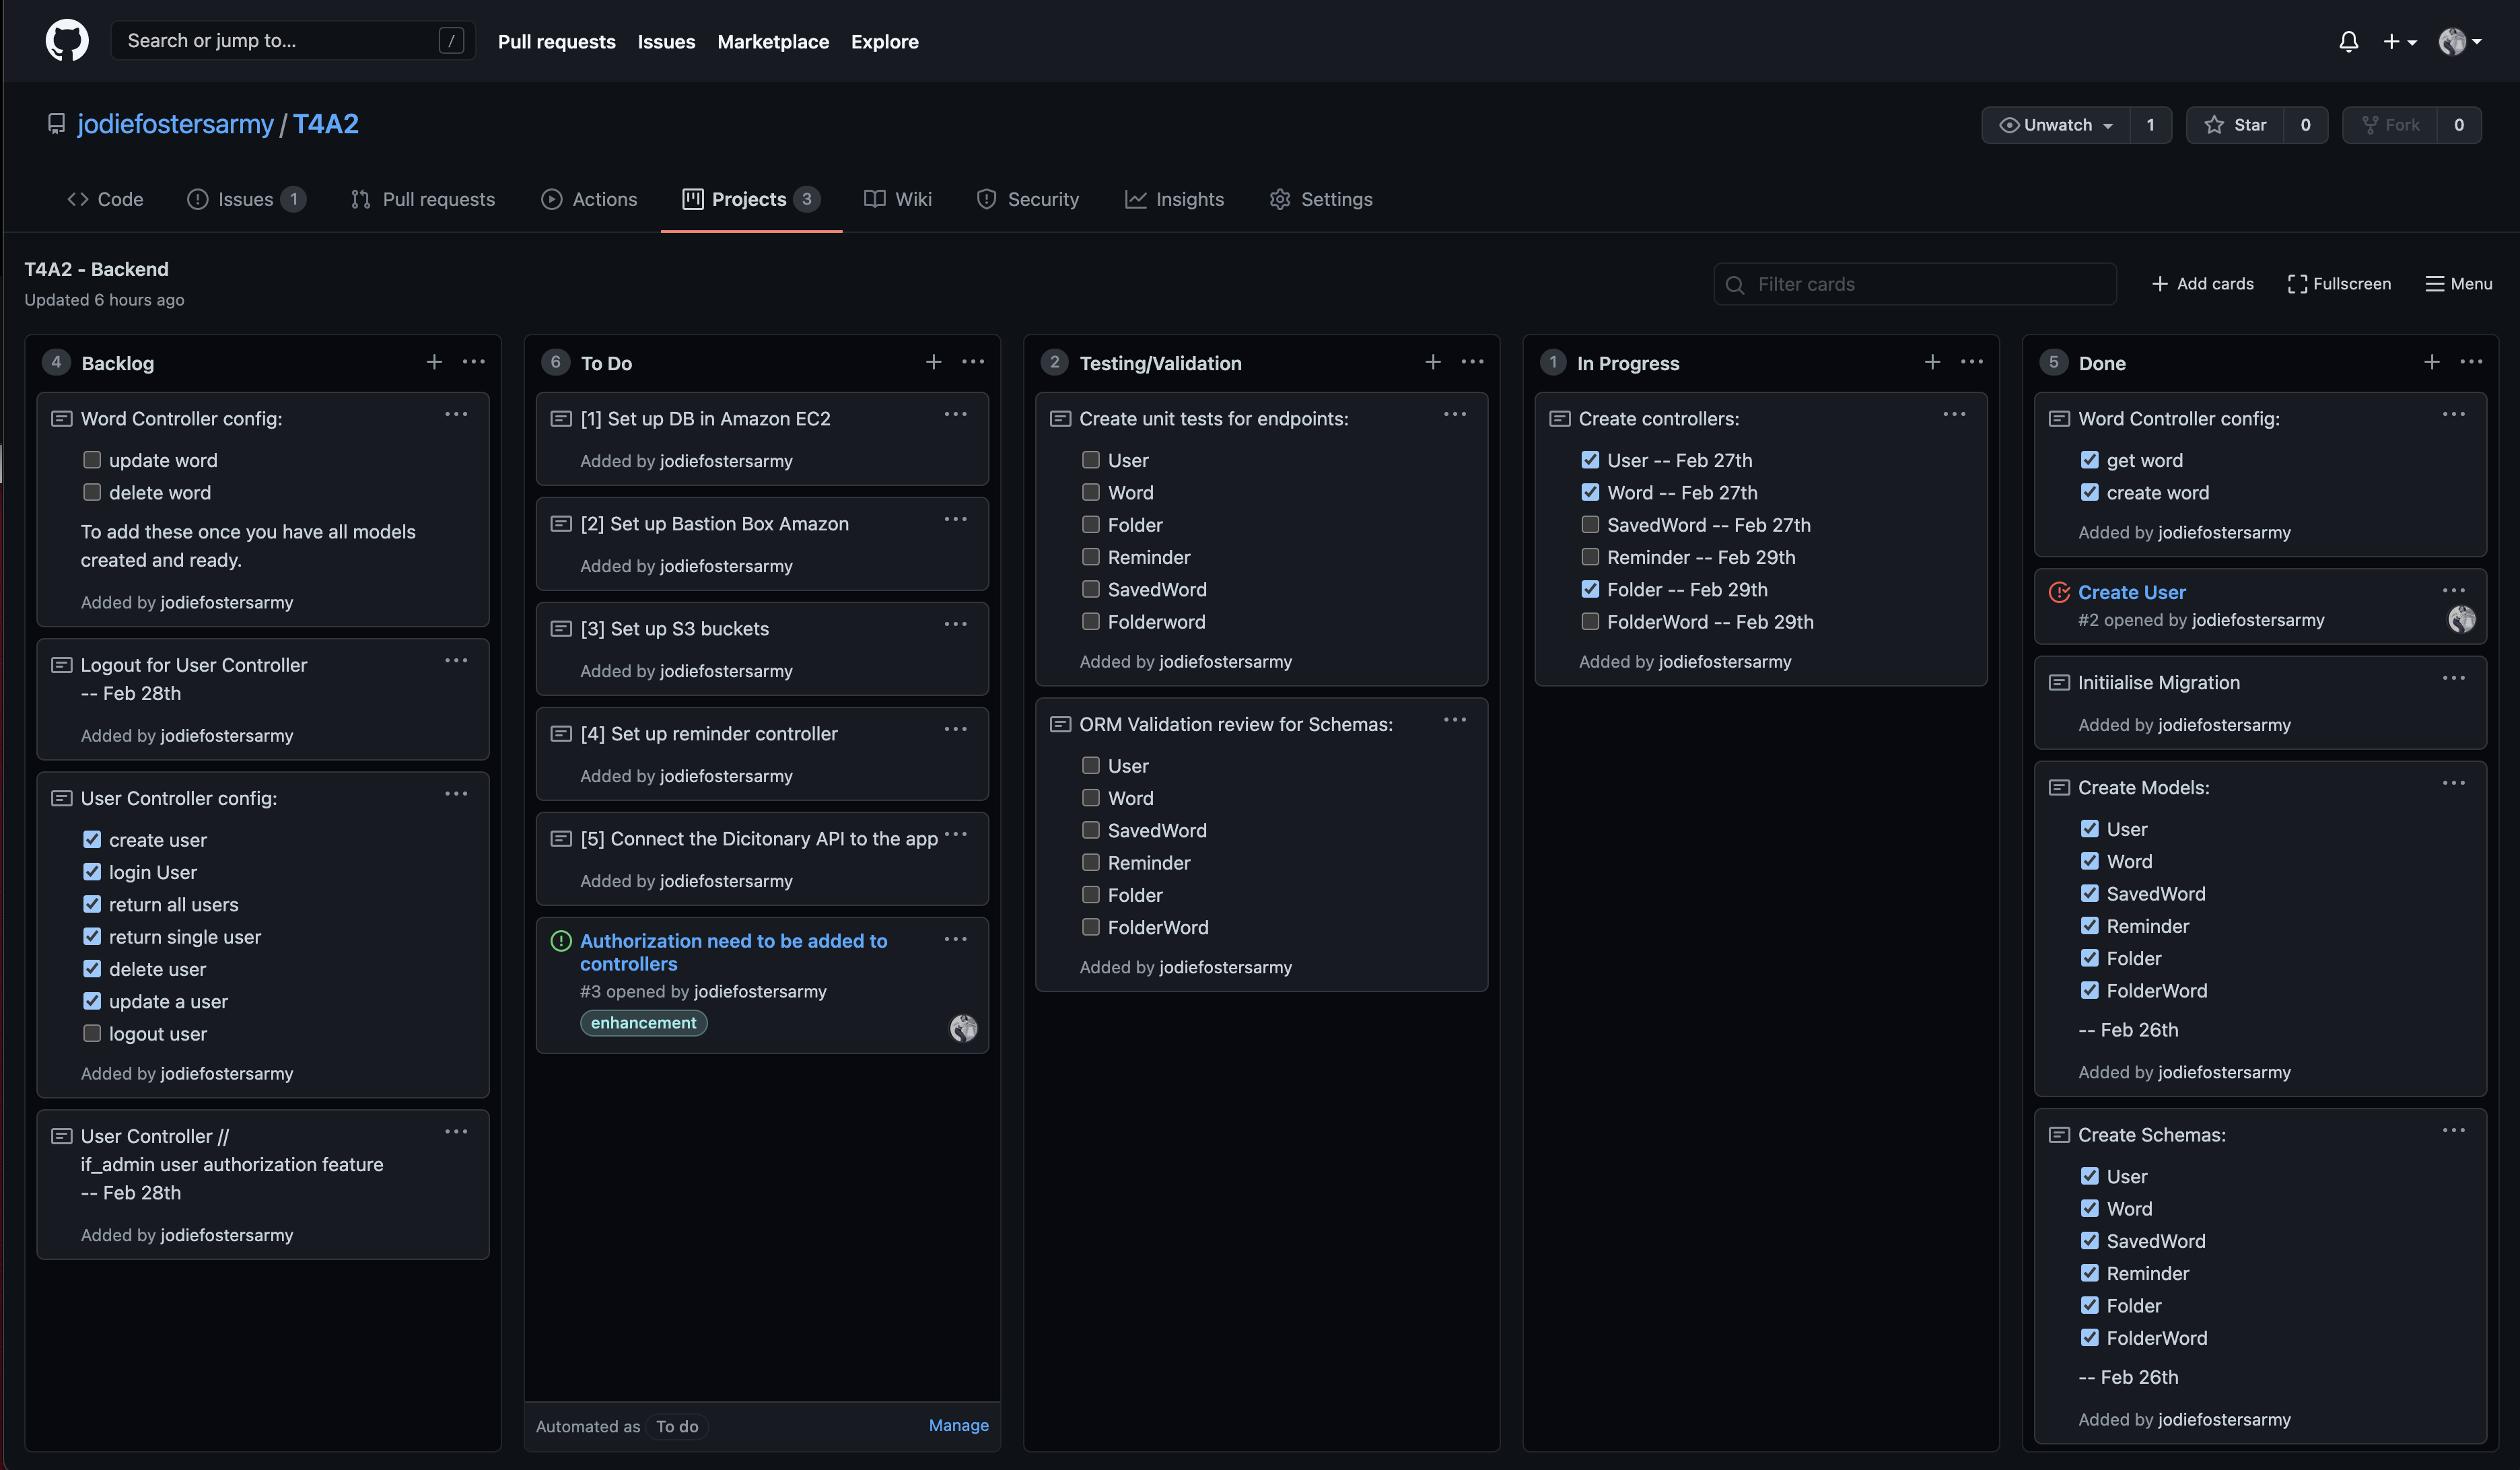 Search or jump to... /
Pull requests Issues Marketplace Explore
jodiefostersarmy / T4A2
Unwatch 1 Star 0 Fork 0
Code Issues 1 Pull requests Actions Projects 3 Wiki Security Insights Settings
T4A2 - Backend
Updated 6 hours ago
Filter cards
Add cards Fullscreen Menu
4 Backlog
Word Controller config:
update word
delete word
To add these once you have all models
created and ready.
Added by jodiefostersarmy
Logout for User Controller
-- Feb 28th
Added by jodiefostersarmy
User Controller config:
create user
login User
return all users
return single user
delete user
update a user
logout user
Added by jodiefostersarmy
User Controller //
if_admin user authorization feature
-- Feb 28th
Added by jodiefostersarmy
6 To Do
[1] Set up DB in Amazon EC2
Added by jodiefostersarmy
[2] Set up Bastion Box Amazon
Added by jodiefostersarmy
[3] Set up S3 buckets
Added by jodiefostersarmy
[4] Set up reminder controller
Added by jodiefostersarmy
[5] Connect the Dicitonary API to the app
Added by jodiefostersarmy
Authorization need to be added to
controllers
#3 opened by jodiefostersarmy
enhancement
Automated as To do Manage
2 Testing/Validation
Create unit tests for endpoints:
User
Word
Folder
Reminder
SavedWord
Folderword
Added by jodiefostersarmy
ORM Validation review for Schemas:
User
Word
SavedWord
Reminder
Folder
FolderWord
Added by jodiefostersarmy
1 In Progress
Create controllers:
User -- Feb 27th
Word -- Feb 27th
SavedWord -- Feb 27th
Reminder -- Feb 29th
Folder -- Feb 29th
FolderWord -- Feb 29th
Added by jodiefostersarmy
5 Done
Word Controller config:
get word
create word
Added by jodiefostersarmy
Create User
#2 opened by jodiefostersarmy
Initiialise Migration
Added by jodiefostersarmy
Create Models:
User
Word
SavedWord
Reminder
Folder
FolderWord
-- Feb 26th
Added by jodiefostersarmy
Create Schemas:
User
Word
SavedWord
Reminder
Folder
FolderWord
-- Feb 26th
Added by jodiefostersarmy